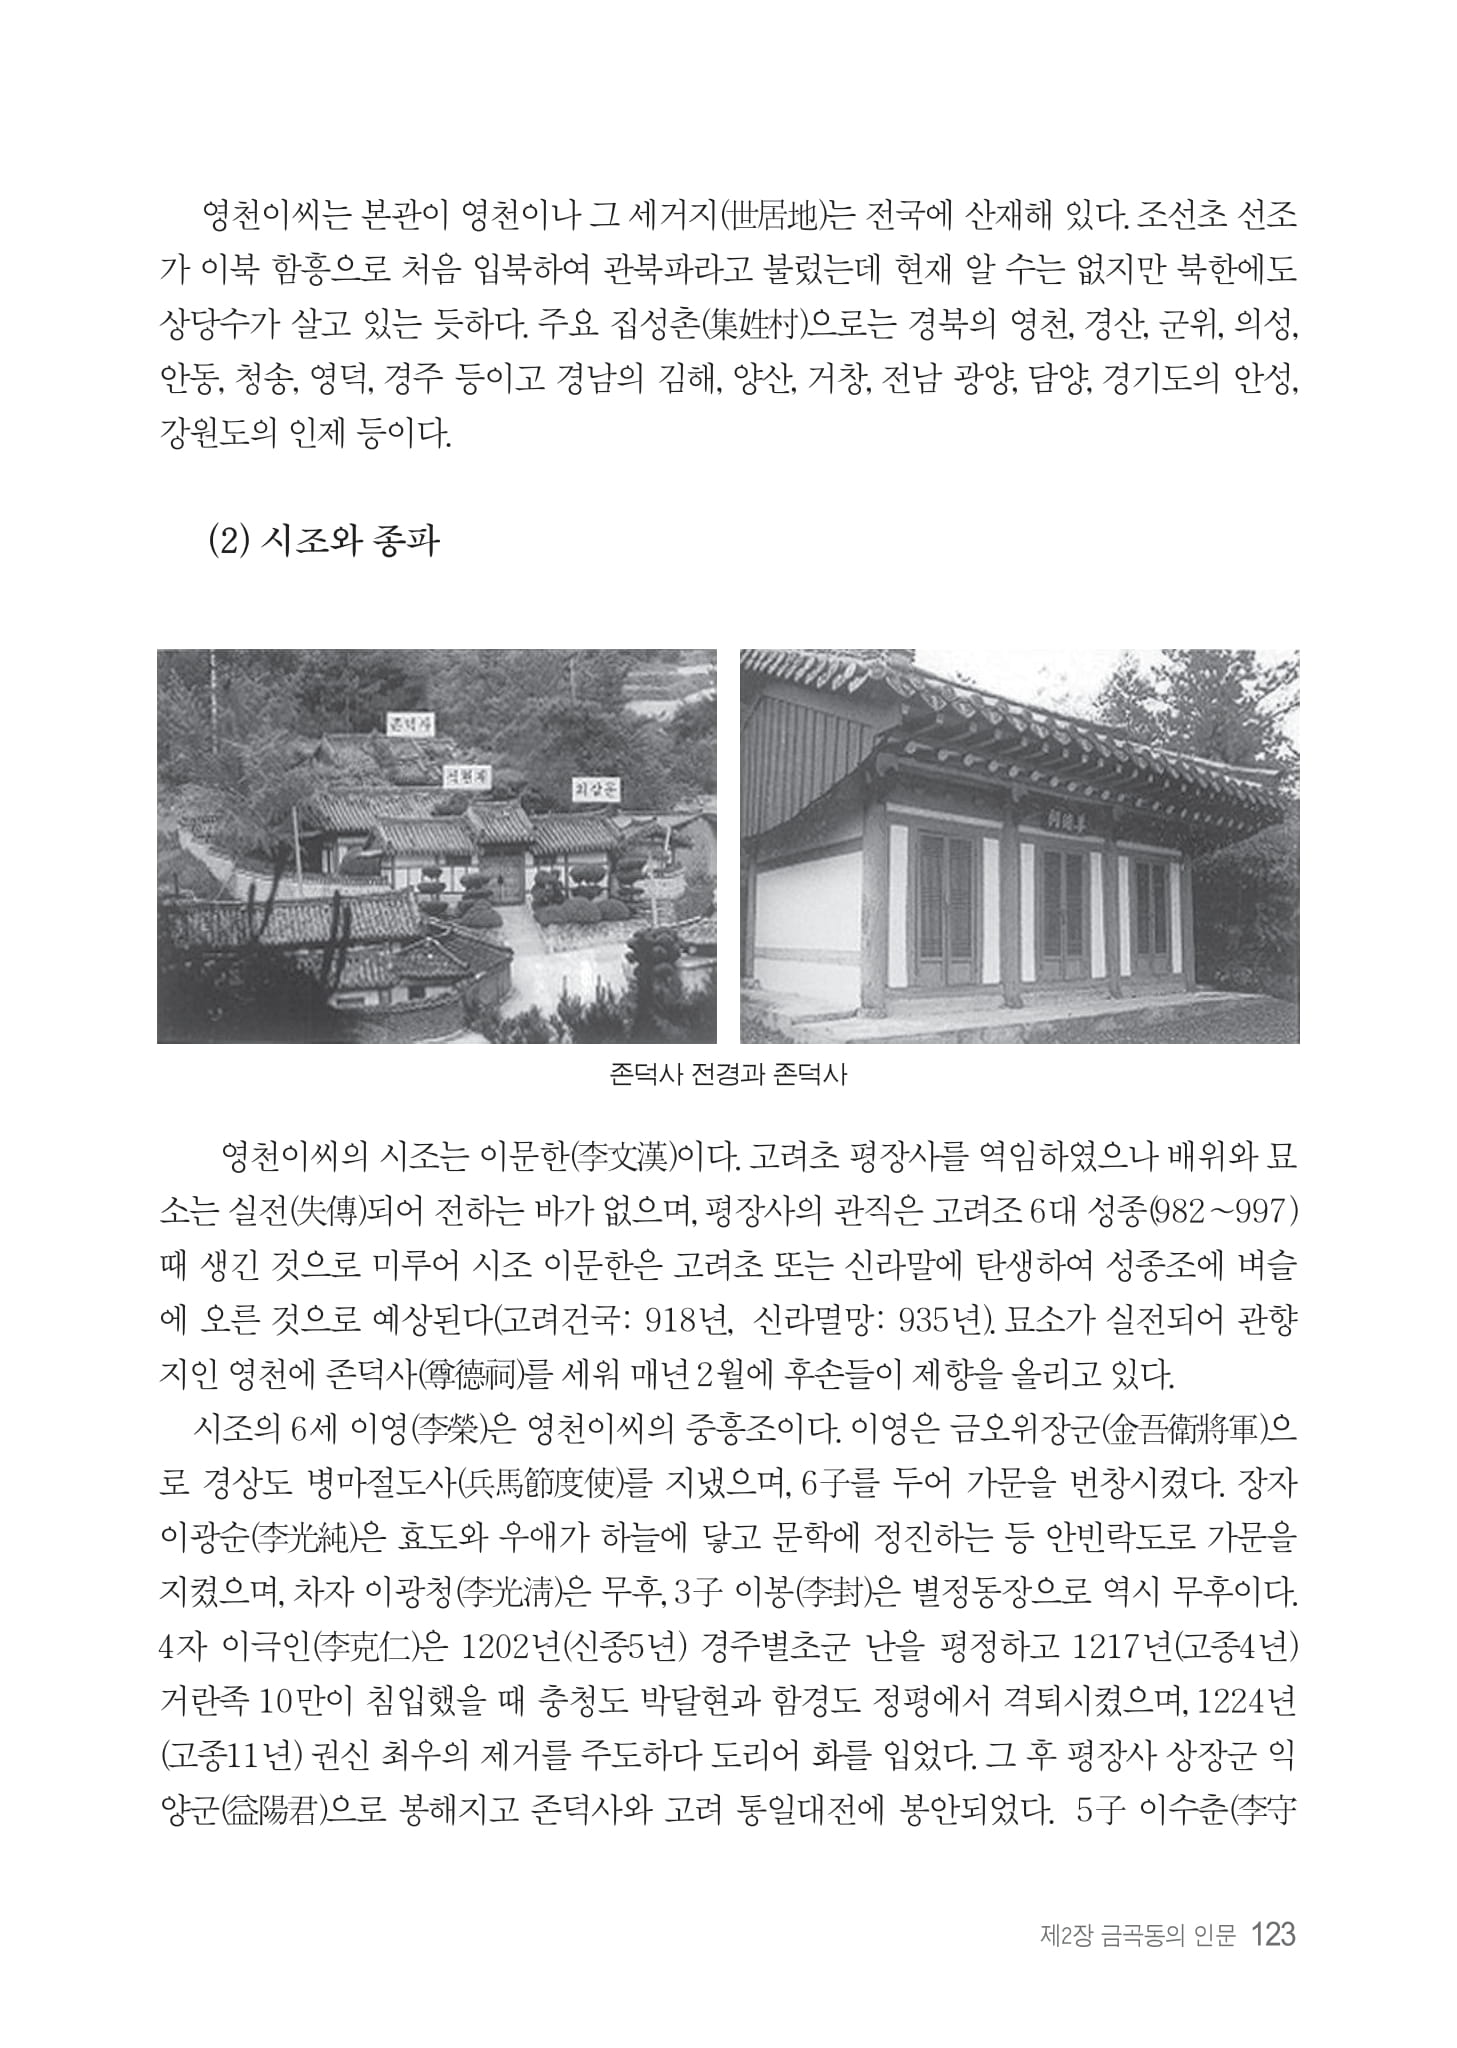 영천이씨는 본관이 영천이나 그 세거지(世居地)는 전국에 산재해 있다. 조선초 선조
가 이북 함흥으로 처음 입북하여 관북파라고 불렀는데 현재 알 수는 없지만 북한에도
상당수가 살고 있는 듯하다. 주요 집성촌(集姓村)으로는 경북의 영천, 경산, 군위, 의성,
안동, 청송, 영덕, 경주 등이고 경남의 김해, 양산, 거창, 전남 광양, 담양, 경기도의 안성,
강원도의 인제 등이다.
(2) 시조와 종파
존덕사
존덕사 전경과 존덕사
영천이씨의 시조는 이문한(李文漢)이다. 고려초 평장사를 역임하였으나 배위와 묘
소는 실전(失傳)되어 전하는 바가 없으며, 평장사의 관직은 고려조 6대 성종(982~997)
때 생긴 것으로 미루어 시조 이문한은 고려초 또는 신라말에 탄생하여 성종조에 벼슬
에 오른 것으로 예상된다(고려건국: 918년, 신라멸망: 935년). 묘소가 실전되어 관향
지인 영천에 존덕사(尊德祠)를 세워 매년 2월에 후손들이 제향을 올리고 있다.
시조의 6세 이영(李榮)은 영천이씨의 중흥조이다. 이영은 금오위장군(金吾衛將軍)으
로 경상도 병마절도사(兵馬節度使)를 지냈으며, 6子를 두어 가문을 번창시켰다. 장자
이광순(李光純)은 효도와 우애가 하늘에 닿고 문학에 정진하는 등 안빈락도로 가문을
지켰으며, 차자 이광청(李光淸)은 무후, 3子 이봉(李封)은 별정동장으로 역시 무후이다.
4자 이극인(李克仁)은 1202년(신종5년) 경주별초군 난을 평정하고 1217년(고종4년)
거란족 10만이 침입했을 때 충청도 박달현과 함경도 정평에서 격퇴시켰으며, 1224년
(고종11년) 권신 최우의 제거를 주도하다 도리어 화를 입었다. 그 후 평장사 상장군 익
양군(益陽君)으로 봉해지고 존덕사와 고려 통일대전에 봉안되었다. 5子 이수춘(李守
제2장 금곡동의 인문 123